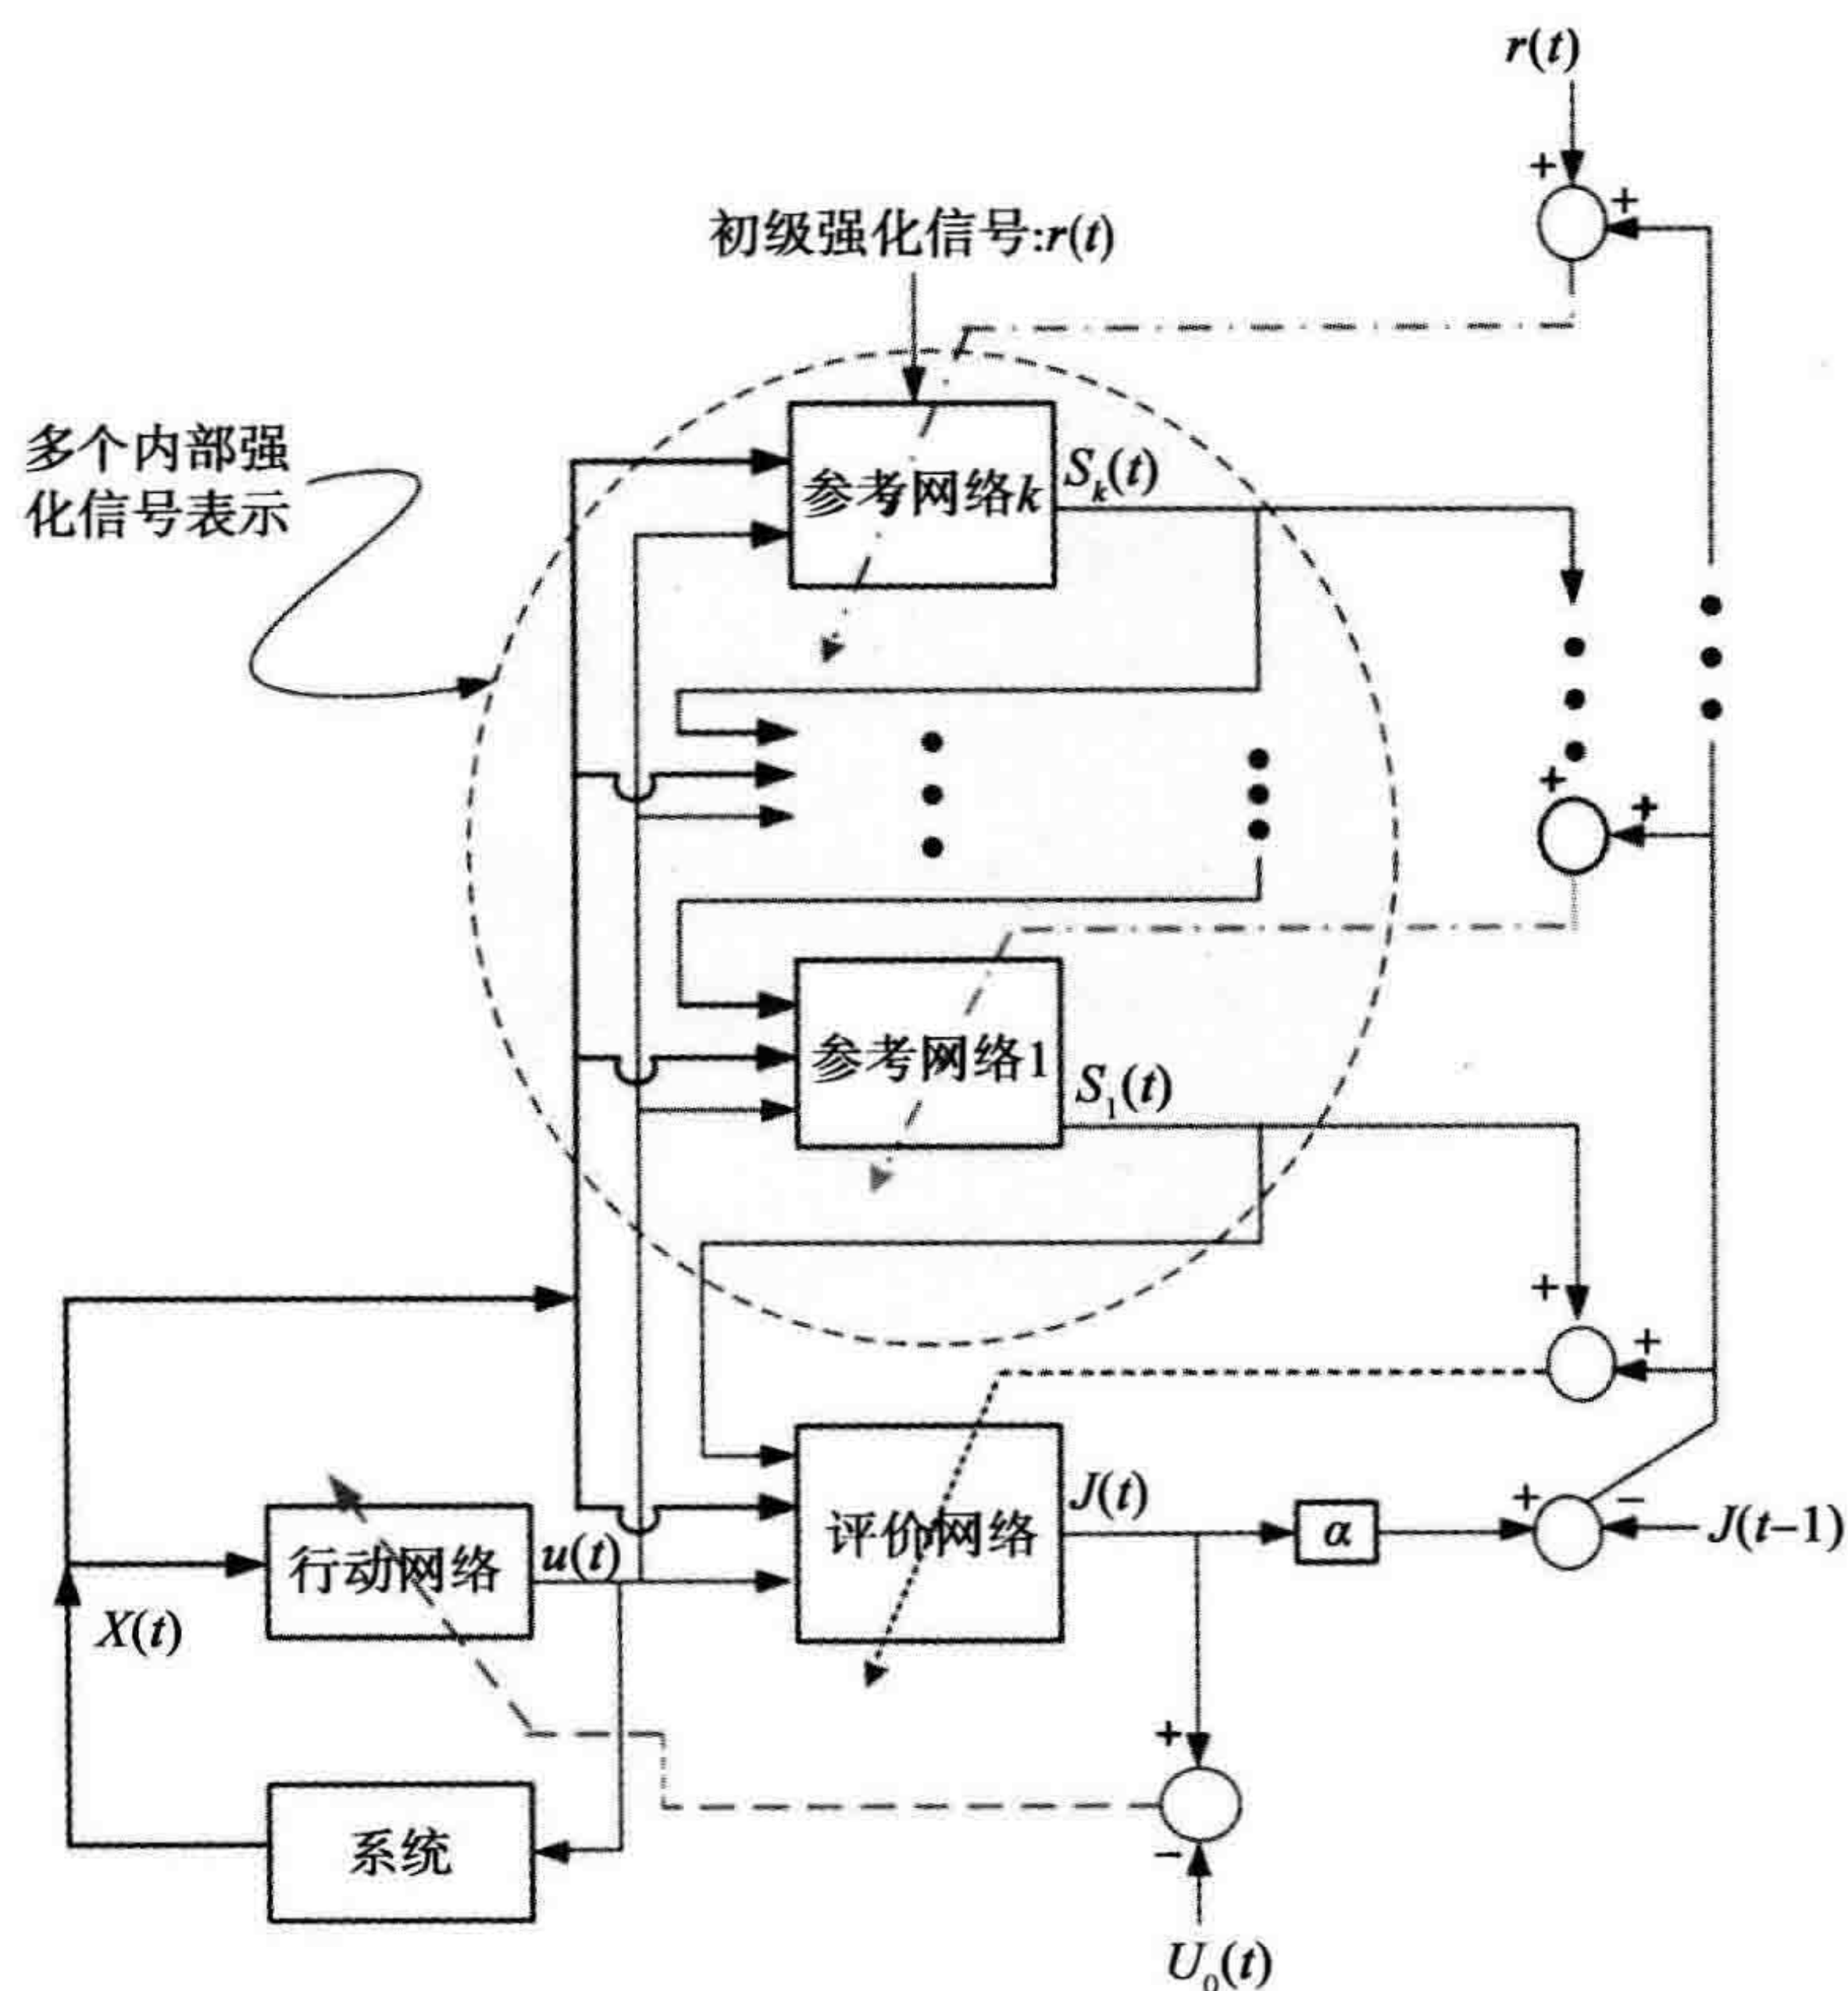 r(t)
+
+
初级强化信号:r(t)
多个内部强
化信号表示
参考网络k
S_k(t)
+
+
参考网络1
S_1(t)
+
+
评价网络
J(t)
α
+
−
J(t−1)
行动网络
u(t)
X(t)
+
系统
−
U_0(t)